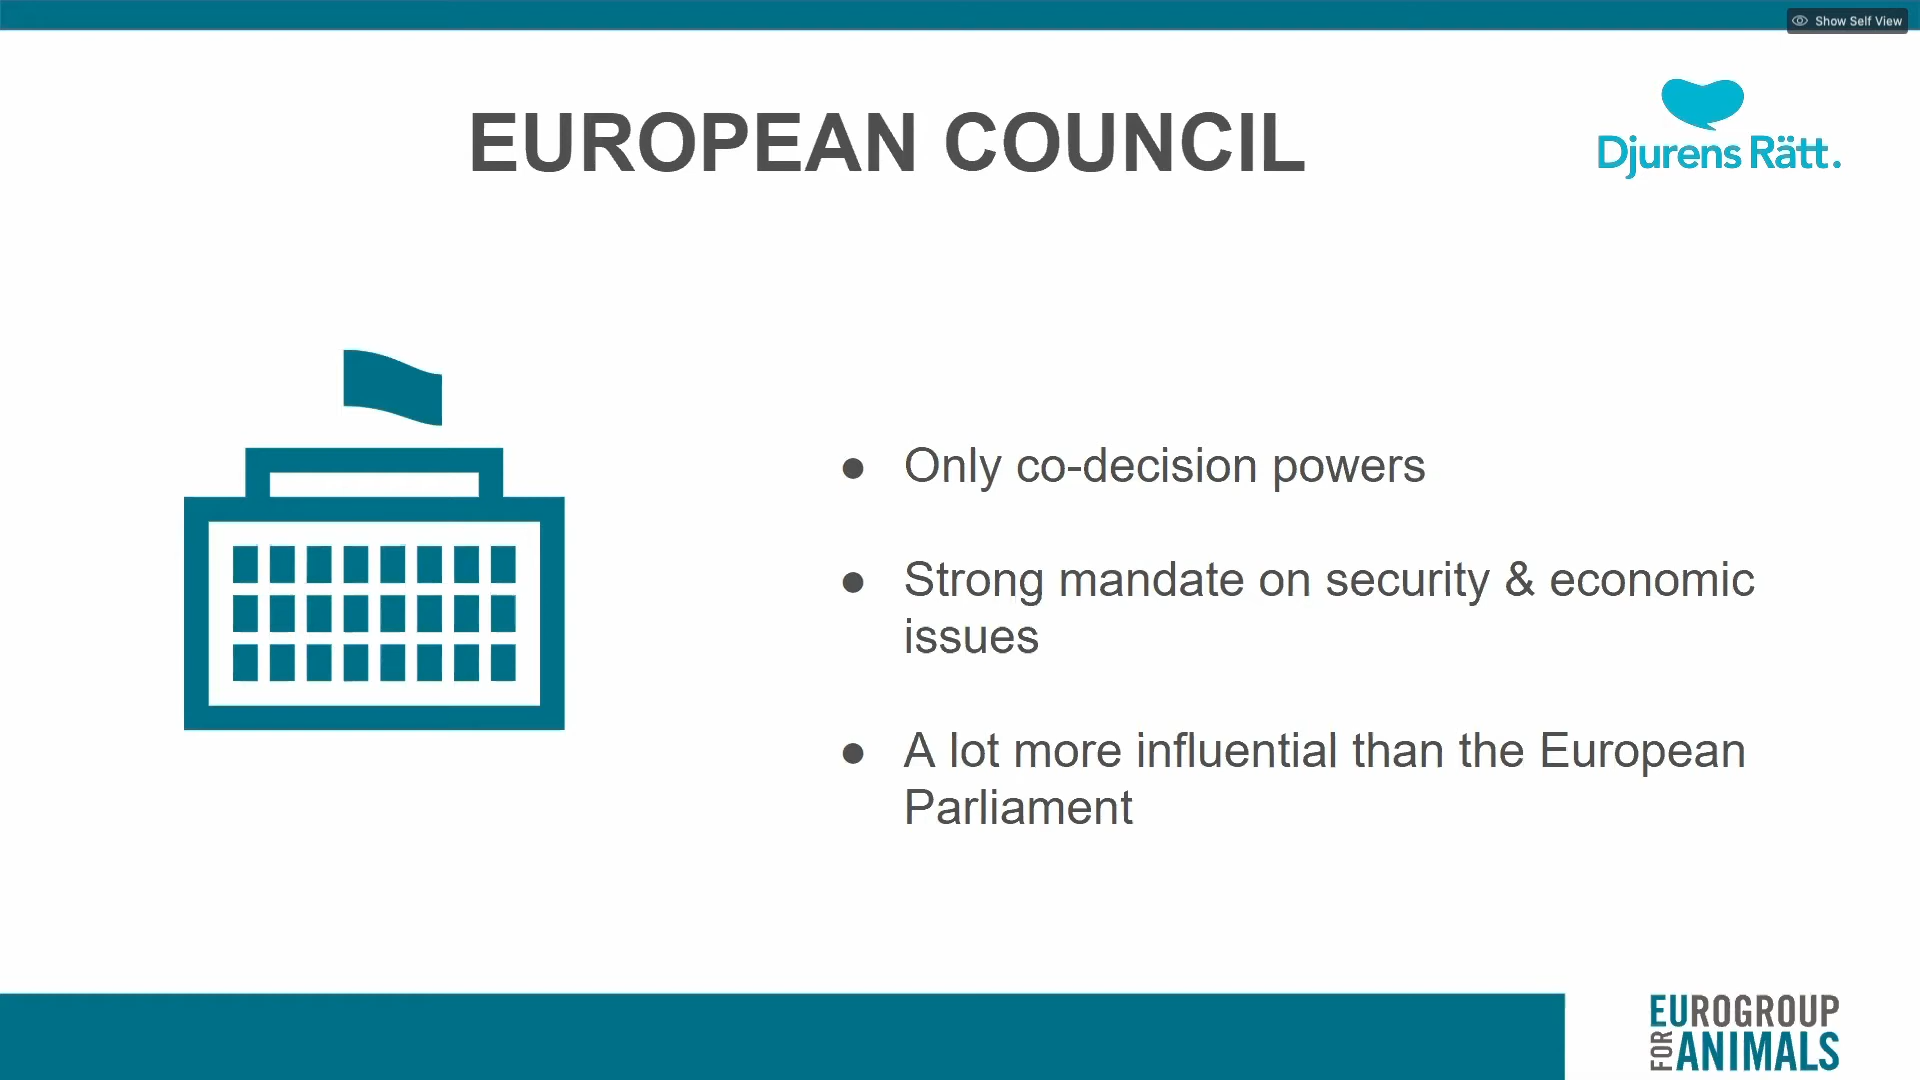 Show Self View
EUROPEAN COUNCIL
Djurens Rätt.
● Only co-decision powers
● Strong mandate on security & economic
issues
● A lot more influential than the European
Parliament
EUROGROUP
FOR ANIMALS